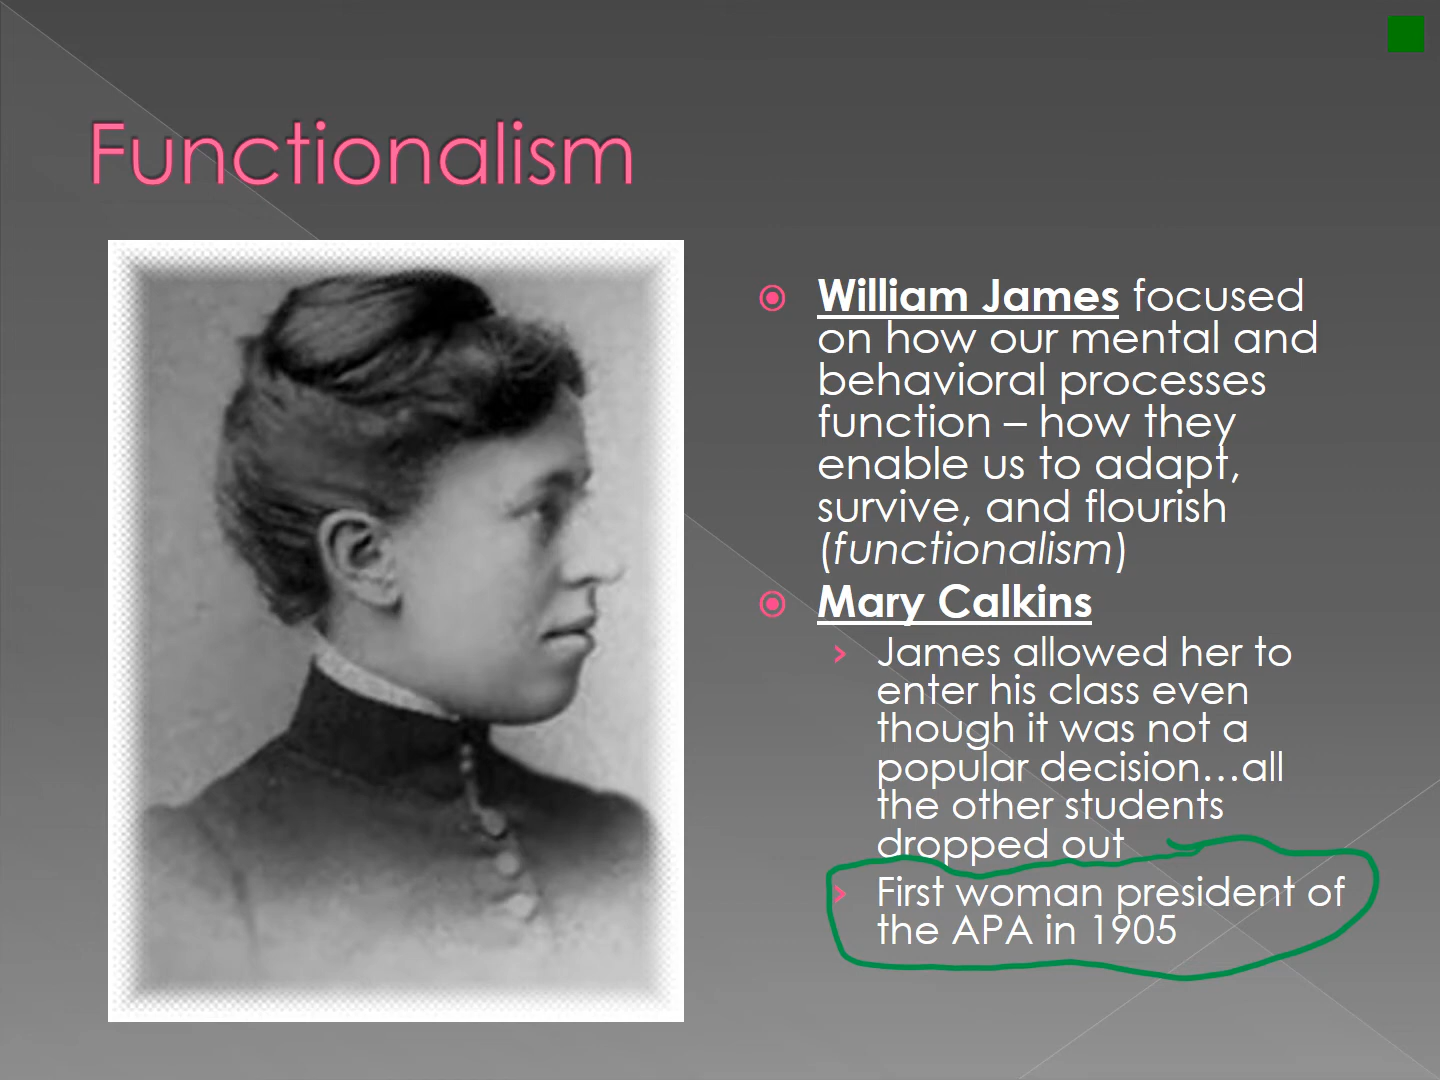 Functionalism
William James focused
on how our mental and
behavioral processes
function – how they
enable us to adapt,
survive, and flourish
(functionalism)
Mary Calkins
James allowed her to
enter his class even
though it was not a
popular decision…all
the other students
dropped out
First woman president of
the APA in 1905